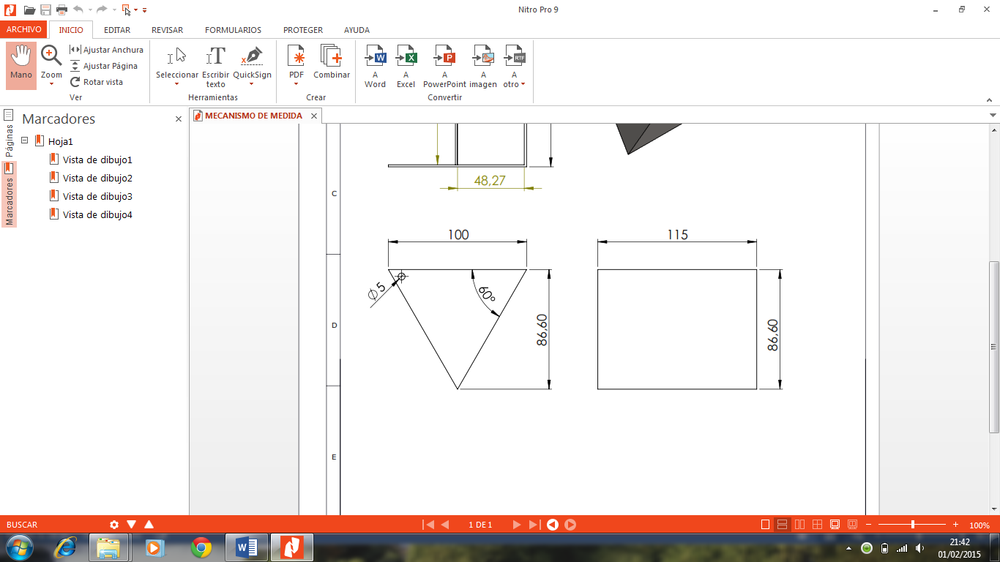 Nitro Pro 9
ARCHIVO INICIO EDITAR REVISAR FORMULARIOS PROTEGER AYUDA
Mano
Zoom
Ajustar Anchura
Ajustar Página
Rotar vista
Ver
Seleccionar
Escribir
texto
QuickSign
Herramientas
PDF
Combinar
Crear
A
Word
A
Excel
A
PowerPoint
A
imagen
A
otro
Convertir
Páginas
Marcadores
Marcadores
Hoja1
Vista de dibujo1
Vista de dibujo2
Vista de dibujo3
Vista de dibujo4
MECANISMO DE MEDIDA
C
48,27
100
115
∅5
60°
D
86,60
86,60
E
BUSCAR
1 DE 1
100%
21:42
01/02/2015